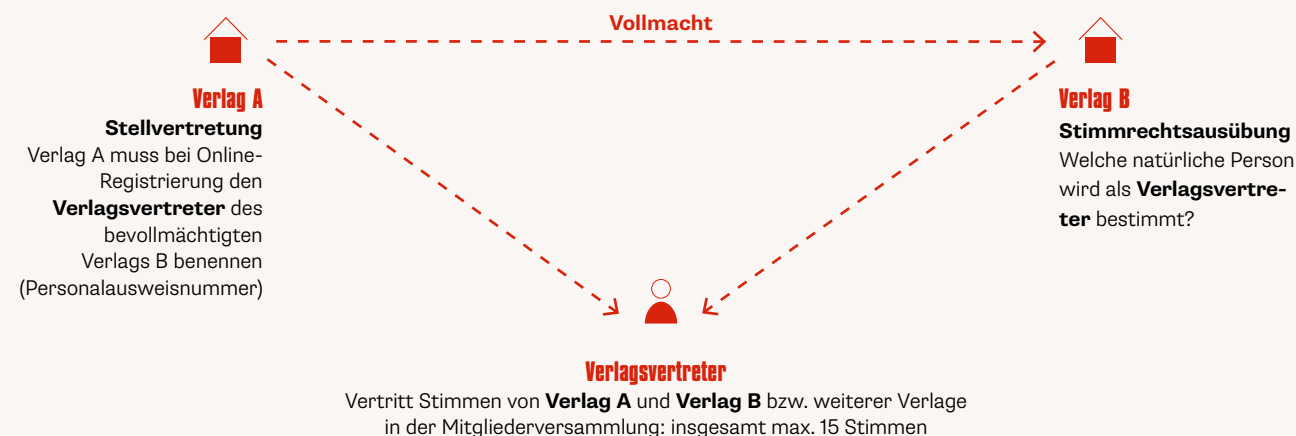 Vollmacht
Verlag A
Stellvertretung
Verlag A muss bei Online-
Registrierung den
Verlagsvertreter des
bevollmächtigten
Verlags B benennen
(Personalausweisnummer)
Verlag B
Stimmrechtsausübung
Welche natürliche Person
wird als Verlagsvertre-
ter bestimmt?
Verlagsvertreter
Vertritt Stimmen von Verlag A und Verlag B bzw. weiterer Verlage
in der Mitgliederversammlung: insgesamt max. 15 Stimmen